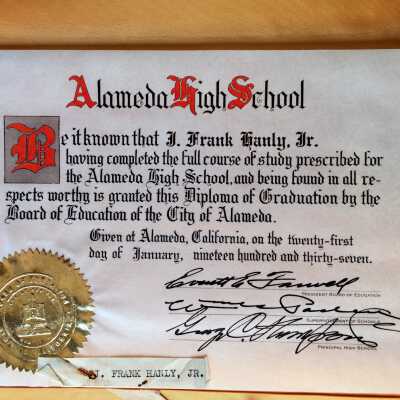 Alameda High School
Be it known that J. Frank Hanly, Jr.
having completed the full course of study prescribed for
the Alameda High School, and being found in all re-
spects worthy is granted this Diploma of Graduation by the
Board of Education of the City of Alameda.
Given at Alameda, California, on the twenty-first
day of January, nineteen hundred and thirty-seven.
Everett E. Farwell
PRESIDENT BOARD OF EDUCATION
SUPERINTENDENT OF SCHOOLS
George C. Thompson
PRINCIPAL HIGH SCHOOL
J. FRANK HANLY, JR.